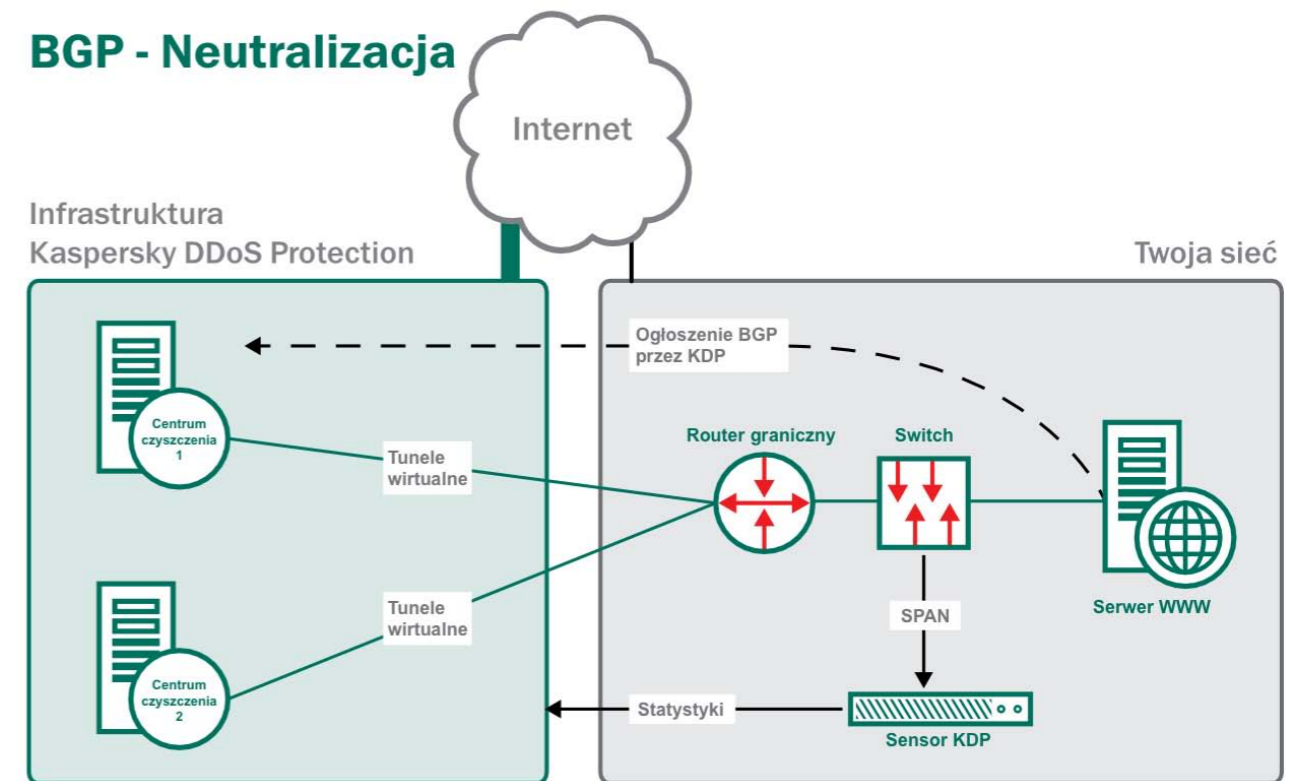 BGP - Neutralizacja
Internet
Infrastruktura
Kaspersky DDoS Protection
Twoja sieć
Ogłoszenie BGP
przez KDP
Centrum
czyszczenia
1
Tunele
wirtualne
Router graniczny
Switch
Serwer WWW
Tunele
wirtualne
SPAN
Centrum
czyszczenia
2
Statystyki
Sensor KDP